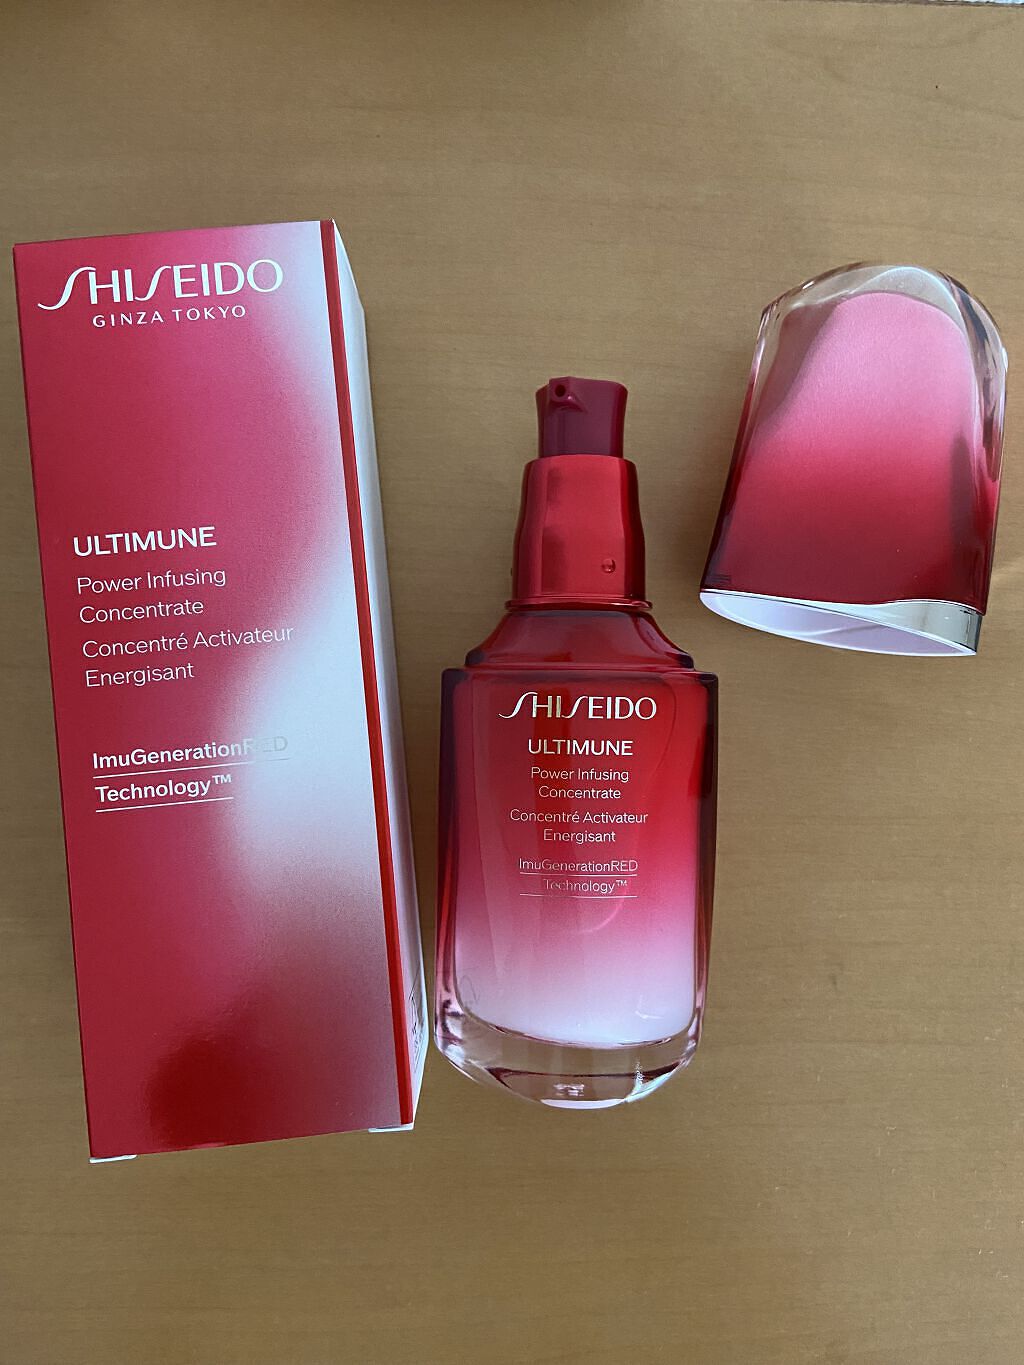 SHISEIDO
GINZA TOKYO
ULTIMUNE
Power Infusing
Concentrate
Concentré Activateur
Energisant
ImuGenerationRED
Technology™
SHISEIDO
ULTIMUNE
Power Infusing
Concentrate
Concentré Activateur
Energisant
ImuGenerationRED
Technology™